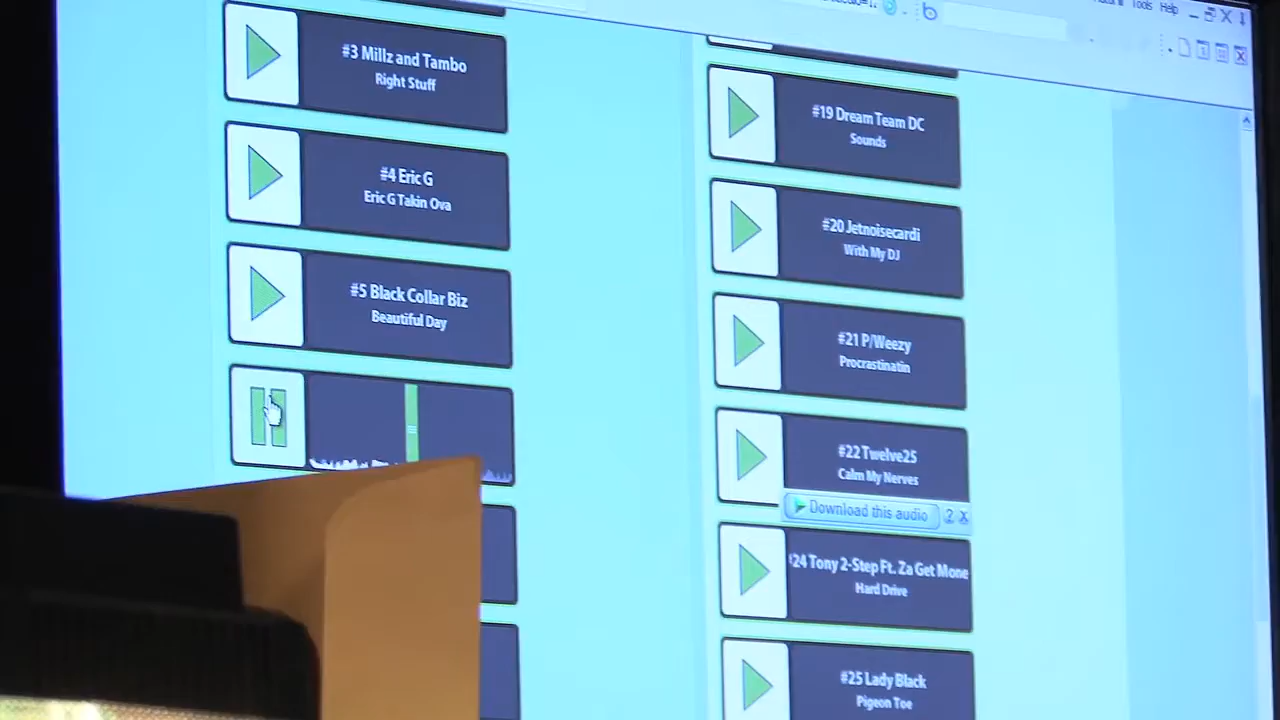 Tools Help
#3 Millz and Tambo
Right Stuff
#4 Eric G
Eric G Takin Ova
#5 Black Collar Biz
Beautiful Day
#19 Dream Team DC
Sounds
#20 Jetnoisecardi
With My DJ
#21 P/Weezy
Procrastinatin
#22 Twelve25
Calm My Nerves
Download this audio ? X
#24 Tony 2-Step Ft. Za Get Mone
Hard Drive
#25 Lady Black
Pigeon Toe